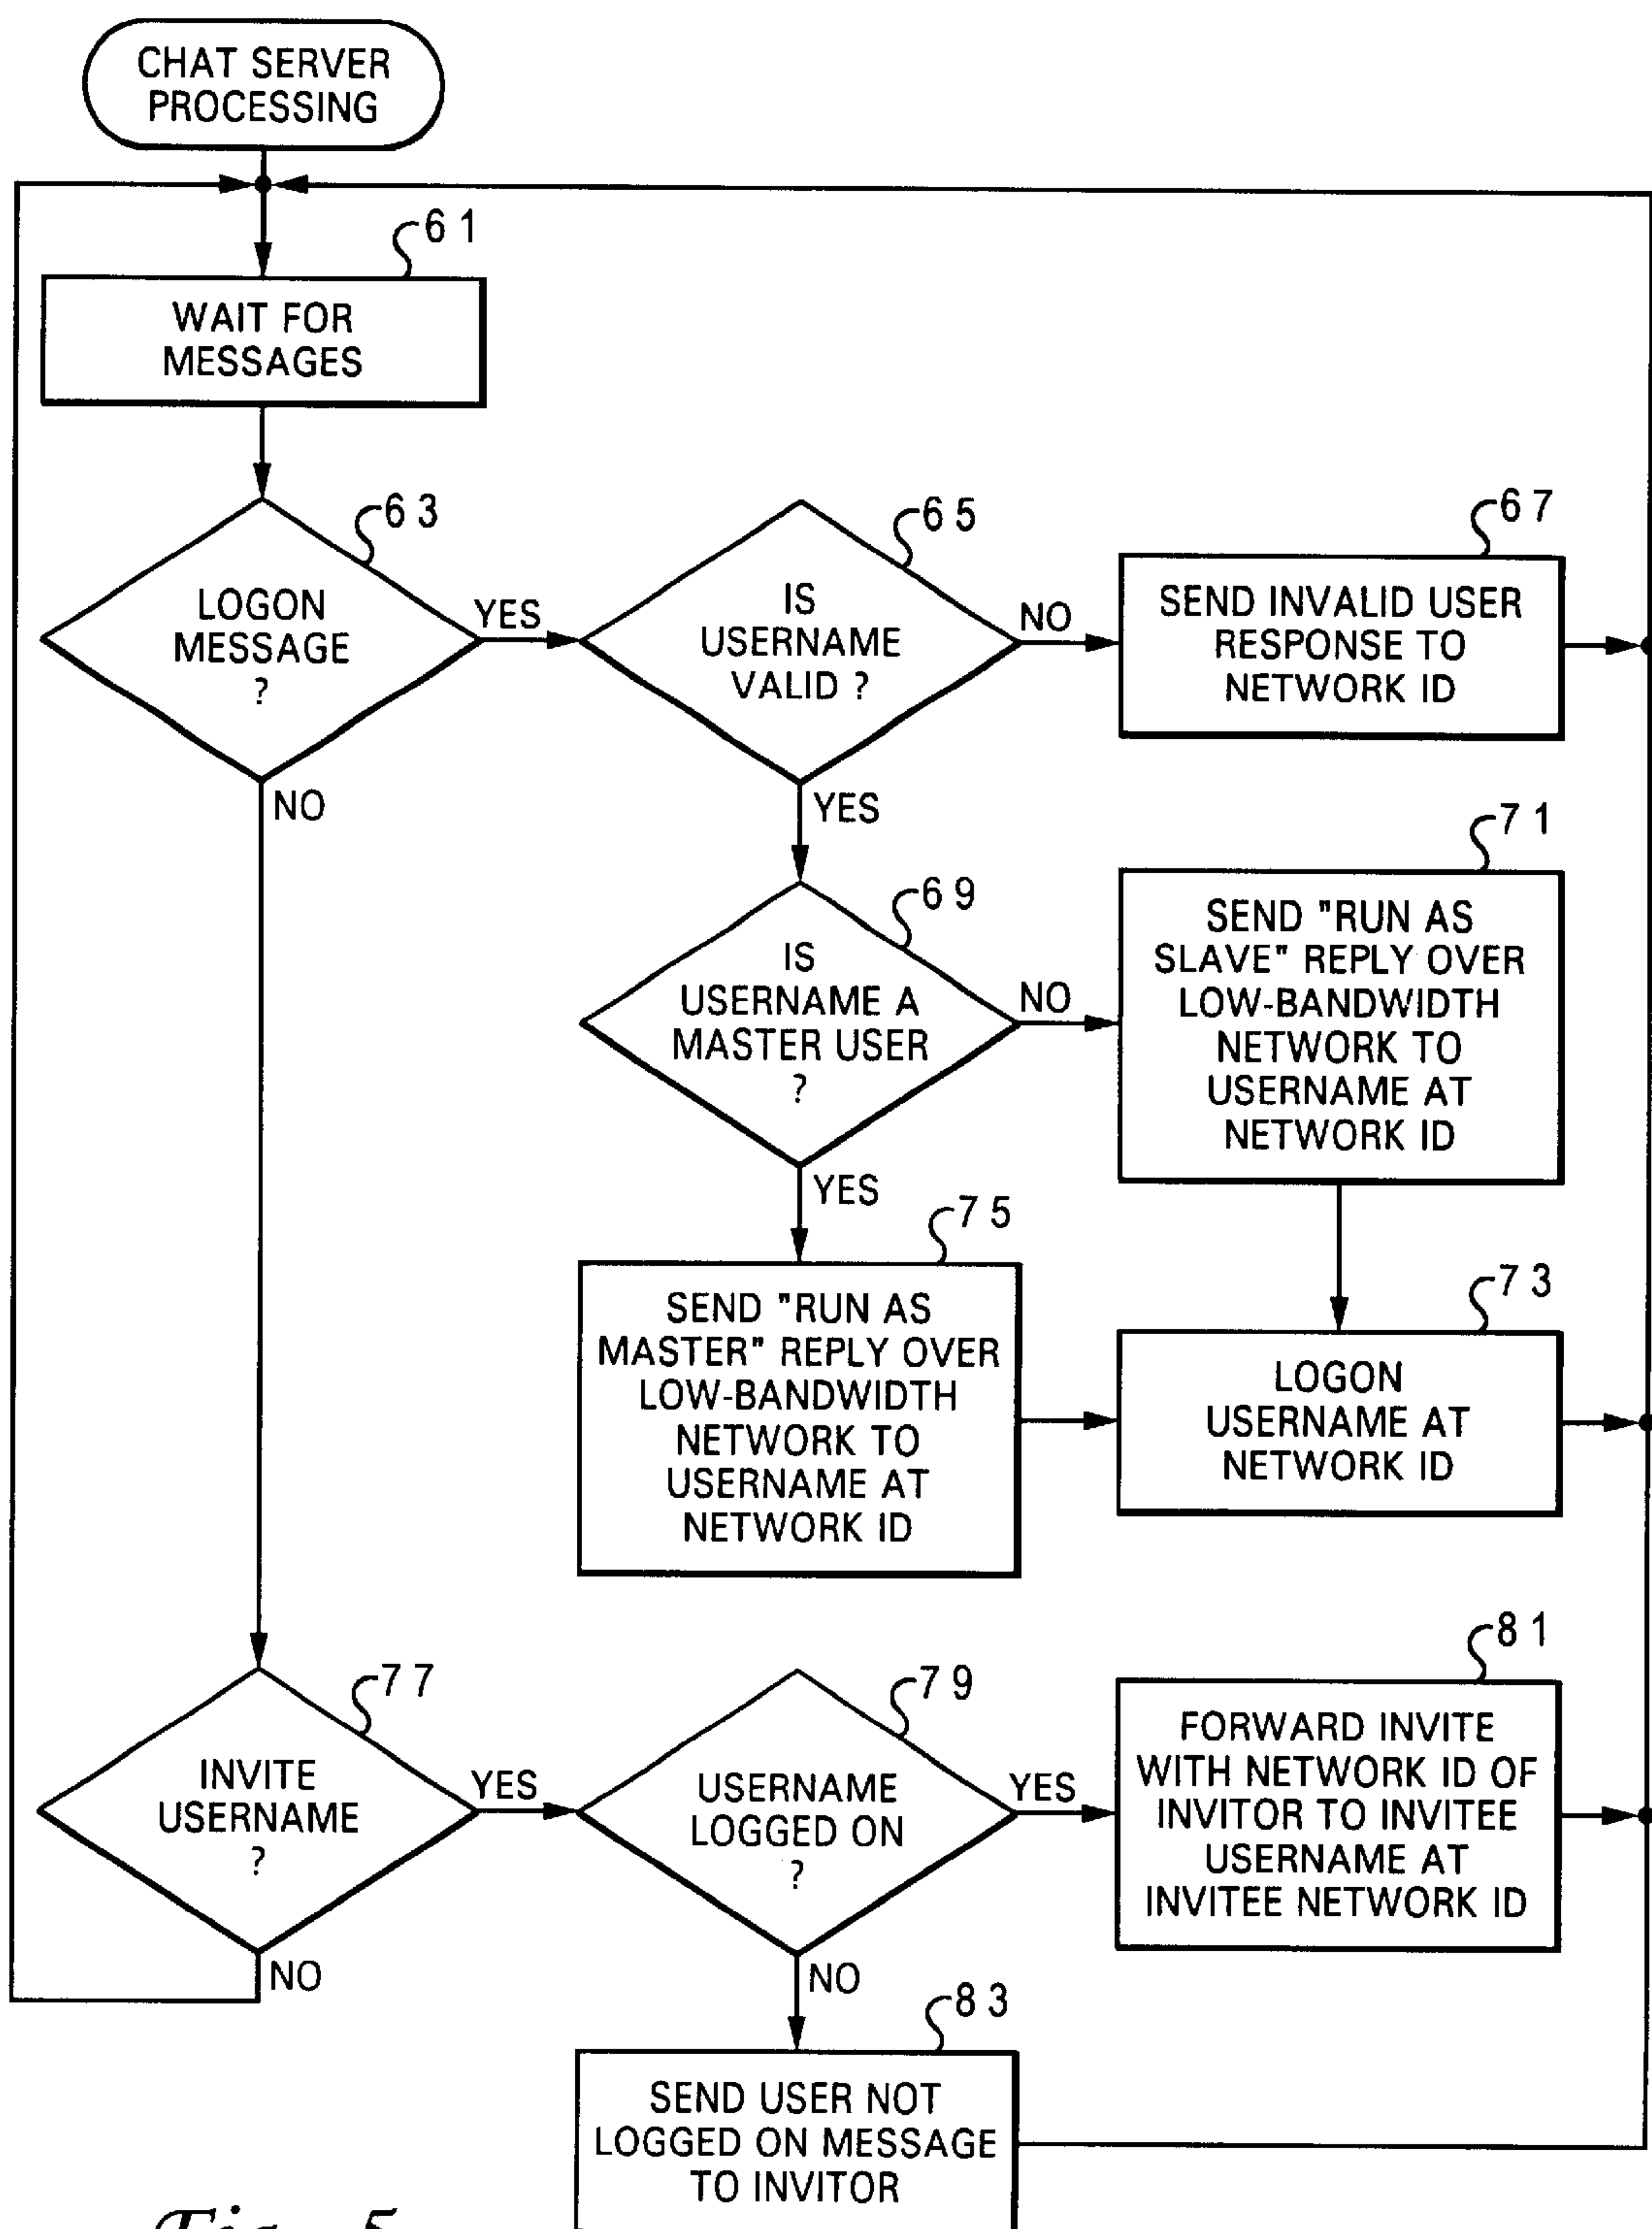 CHAT SERVER
PROCESSING
61
WAIT FOR
MESSAGES
63
LOGON
MESSAGE
?
YES
NO
65
IS
USERNAME
VALID ?
NO
YES
67
SEND INVALID USER
RESPONSE TO
NETWORK ID
69
IS
USERNAME A
MASTER USER
?
NO
YES
71
SEND "RUN AS
SLAVE" REPLY OVER
LOW-BANDWIDTH
NETWORK TO
USERNAME AT
NETWORK ID
75
SEND "RUN AS
MASTER" REPLY OVER
LOW-BANDWIDTH
NETWORK TO
USERNAME AT
NETWORK ID
73
LOGON
USERNAME AT
NETWORK ID
77
INVITE
USERNAME
?
YES
NO
79
USERNAME
LOGGED ON
?
YES
NO
81
FORWARD INVITE
WITH NETWORK ID OF
INVITOR TO INVITEE
USERNAME AT
INVITEE NETWORK ID
83
SEND USER NOT
LOGGED ON MESSAGE
TO INVITOR
Fig. 5